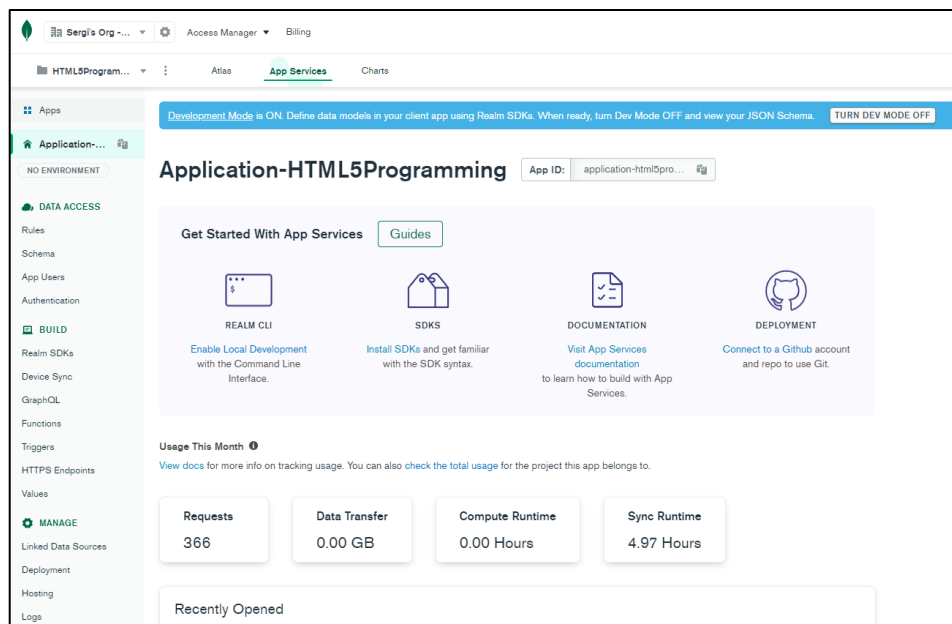 Sergi's Org -... Access Manager Billing
HTML5Program... Atlas App Services Charts
Apps
Development Mode is ON. Define data models in your client app using Realm SDKs. When ready, turn Dev Mode OFF and view your JSON Schema. TURN DEV MODE OFF
Application-...
NO ENVIRONMENT
Application-HTML5Programming App ID: application-html5pro...
DATA ACCESS
Rules
Schema
App Users
Authentication
BUILD
Realm SDKs
Device Sync
GraphQL
Functions
Triggers
HTTPS Endpoints
Values
MANAGE
Linked Data Sources
Deployment
Hosting
Logs
Get Started With App Services Guides
$
REALM CLI
Enable Local Development
with the Command Line
Interface.
SDKS
Install SDKs and get familiar
with the SDK syntax.
DOCUMENTATION
Visit App Services
documentation
to learn how to build with App
Services.
DEPLOYMENT
Connect to a Github account
and repo to use Git.
Usage This Month
View docs for more info on tracking usage. You can also check the total usage for the project this app belongs to.
Requests
366
Data Transfer
0.00 GB
Compute Runtime
0.00 Hours
Sync Runtime
4.97 Hours
Recently Opened